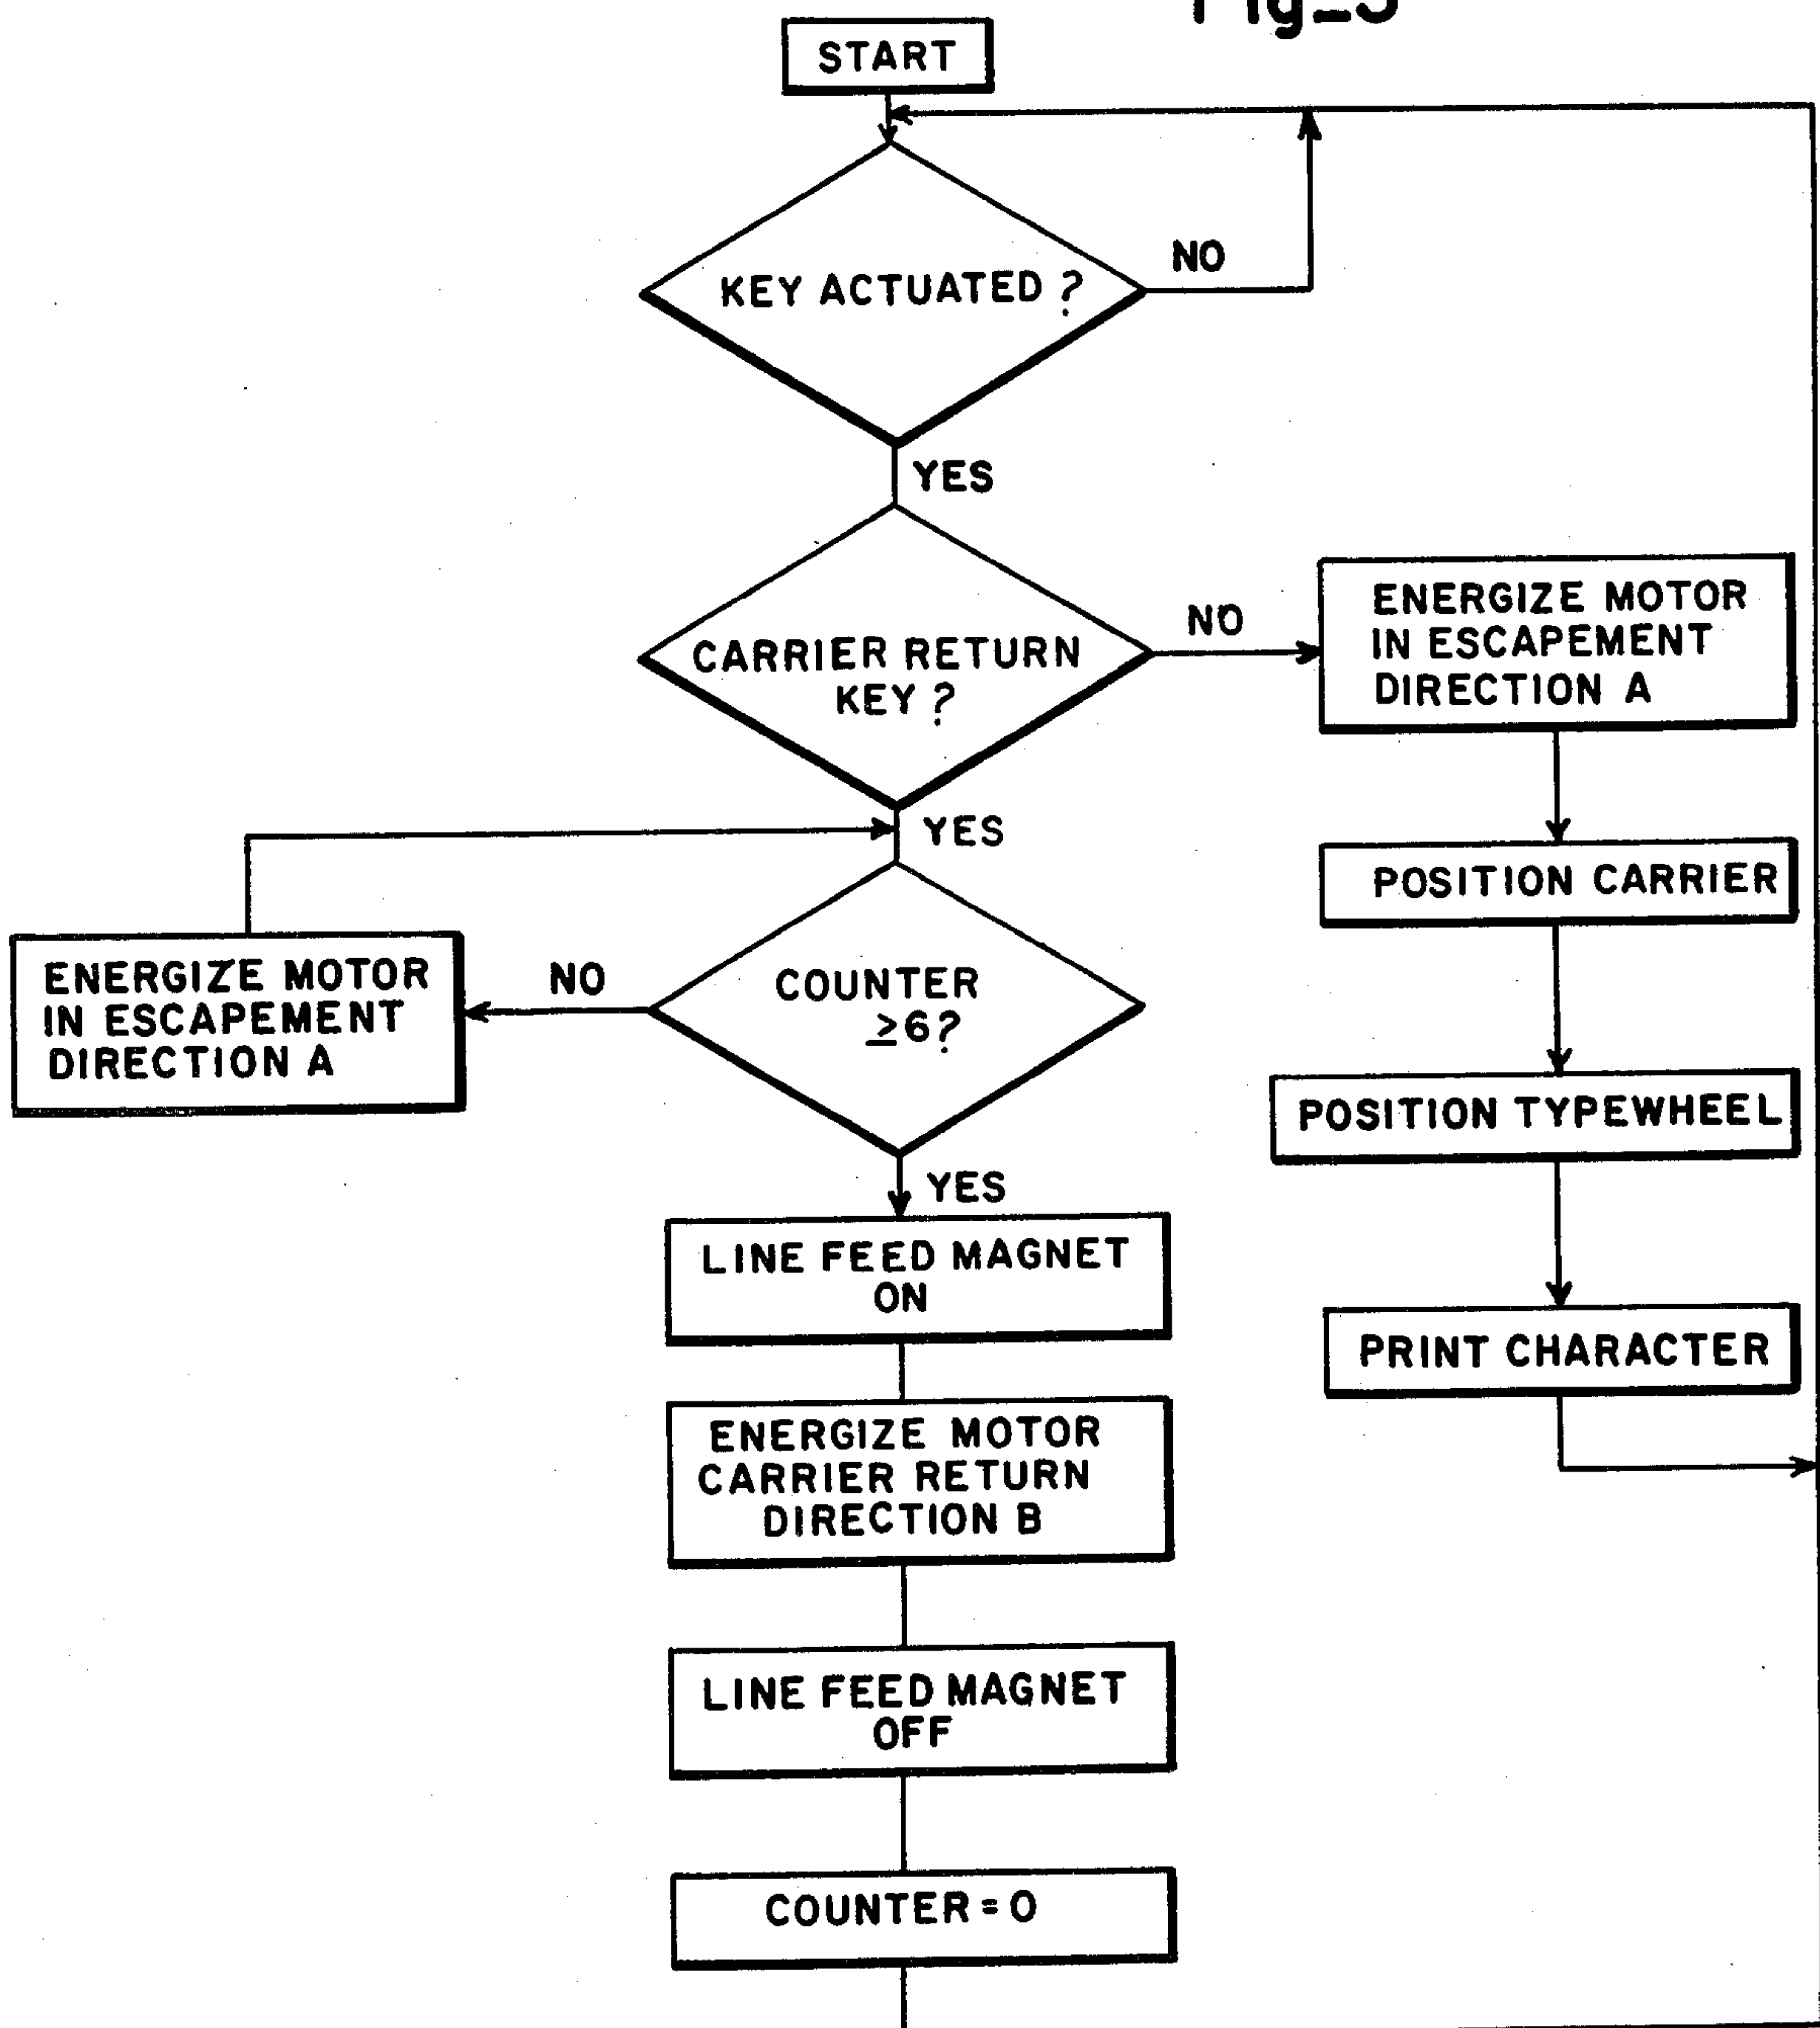 Fig_5
START
KEY ACTUATED ?
NO
YES
CARRIER RETURN
KEY ?
NO
ENERGIZE MOTOR
IN ESCAPEMENT
DIRECTION A
YES
POSITION CARRIER
ENERGIZE MOTOR
IN ESCAPEMENT
DIRECTION A
NO
COUNTER
≥6?
POSITION TYPEWHEEL
YES
LINE FEED MAGNET
ON
PRINT CHARACTER
ENERGIZE MOTOR
CARRIER RETURN
DIRECTION B
LINE FEED MAGNET
OFF
COUNTER = 0